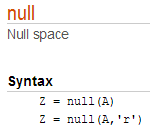 null
Null space
Syntax
Z = null(A)
Z = null(A,'r')